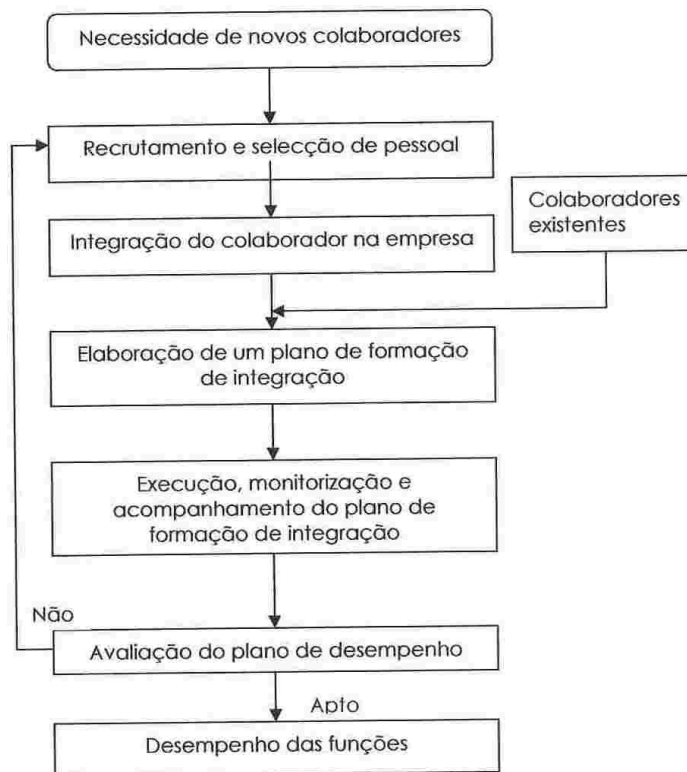 Necessidade de novos colaboradores
Recrutamento e selecção de pessoal
Colaboradores
existentes
Integração do colaborador na empresa
Elaboração de um plano de formação
de integração
Execução, monitorização e
acompanhamento do plano de
formação de integração
Não
Avaliação do plano de desempenho
Apto
Desempenho das funções